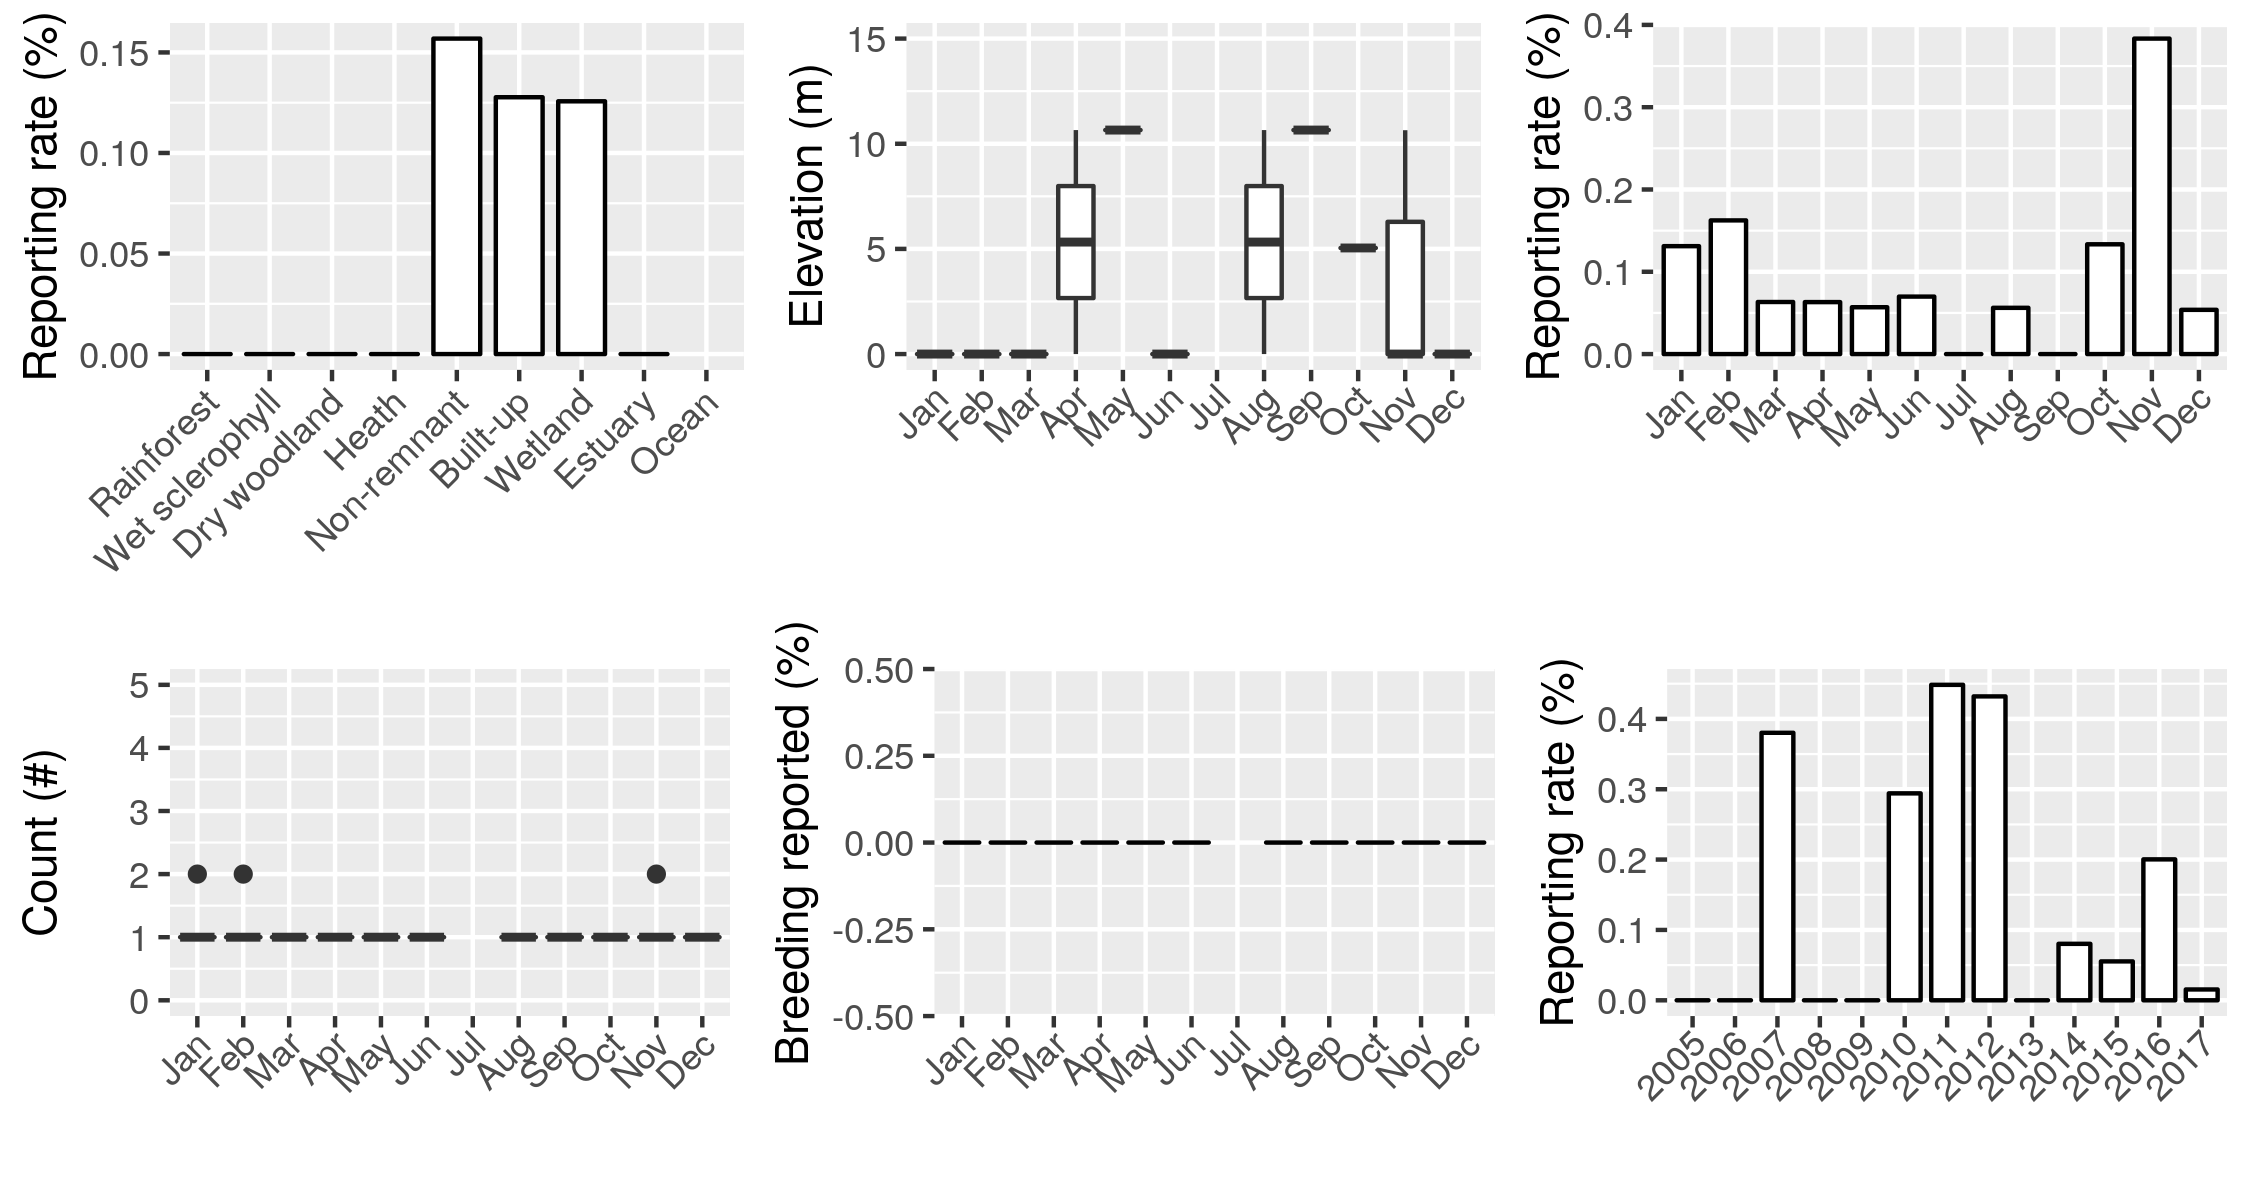 Reporting rate (%)
0.15
0.10
0.05
0.00
Rainforest
Wet sclerophyll
Dry woodland
Heath
Non-remnant
Built-up
Wetland
Estuary
Ocean
Elevation (m)
15
10
5
0
Jan
Feb
Mar
Apr
May
Jun
Jul
Aug
Sep
Oct
Nov
Dec
Reporting rate (%)
0.4
0.3
0.2
0.1
0.0
Jan
Feb
Mar
Apr
May
Jun
Jul
Aug
Sep
Oct
Nov
Dec
Count (#)
5
4
3
2
1
0
Jan
Feb
Mar
Apr
May
Jun
Jul
Aug
Sep
Oct
Nov
Dec
Breeding reported (%)
0.50
0.25
0.00
-0.25
-0.50
Jan
Feb
Mar
Apr
May
Jun
Jul
Aug
Sep
Oct
Nov
Dec
Reporting rate (%)
0.4
0.3
0.2
0.1
0.0
2005
2006
2007
2008
2009
2010
2011
2012
2013
2014
2015
2016
2017